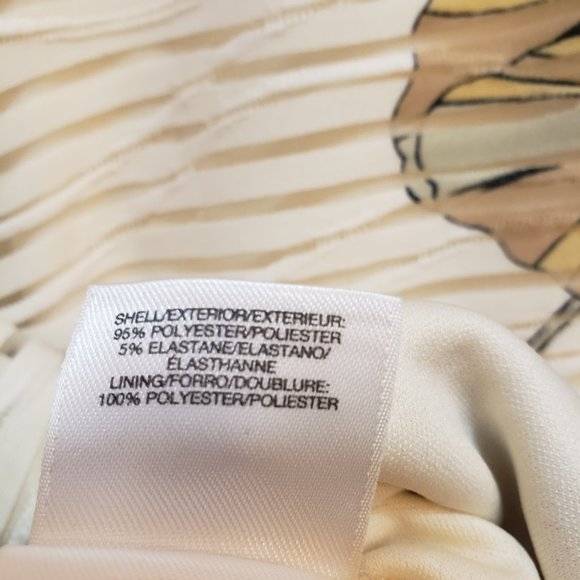 SHELL/EXTERIOR/EXTERIEUR:
95% POLYESTER/POLIESTER
5% ELASTANE/ELASTANO/
ÉLASTHANNE
LINING/FORRO/DOUBLURE:
100% POLYESTER/POLIESTER